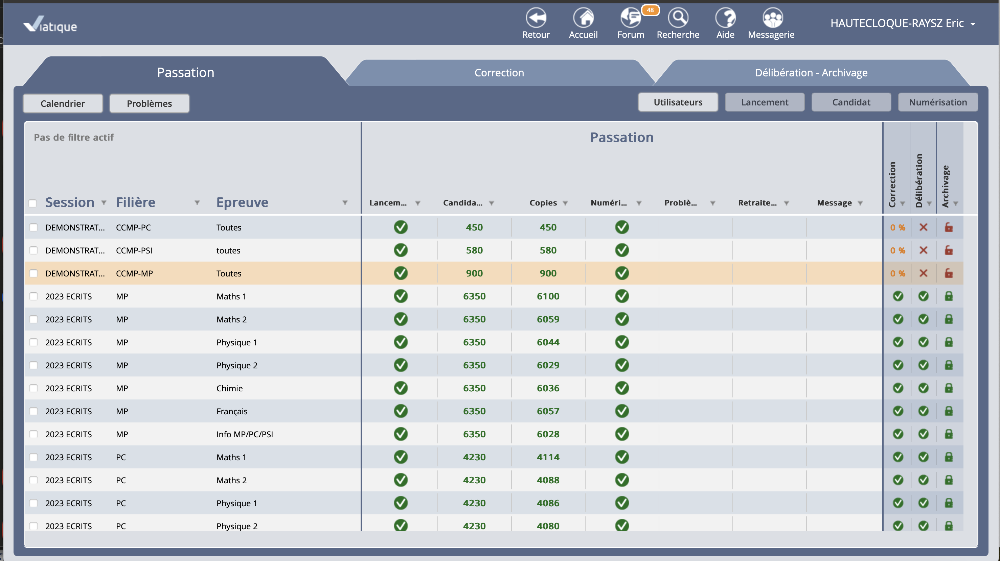 Viatique
48
Retour Accueil Forum Recherche Aide Messagerie HAUTECLOQUE-RAYSZ Eric
Passation Correction Délibération - Archivage
Calendrier Problèmes Utilisateurs Lancement Candidat Numérisation
Pas de filtre actif Passation
Session Filière Epreuve Lancem... Candida... Copies Numéri... Problè... Retraite... Message Correction Délibération Archivage
DEMONSTRAT... CCMP-PC Toutes 450 450 0 %
DEMONSTRAT... CCMP-PSI toutes 580 580 0 %
DEMONSTRAT... CCMP-MP Toutes 900 900 0 %
2023 ECRITS MP Maths 1 6350 6100
2023 ECRITS MP Maths 2 6350 6059
2023 ECRITS MP Physique 1 6350 6044
2023 ECRITS MP Physique 2 6350 6029
2023 ECRITS MP Chimie 6350 6036
2023 ECRITS MP Français 6350 6057
2023 ECRITS MP Info MP/PC/PSI 6350 6028
2023 ECRITS PC Maths 1 4230 4114
2023 ECRITS PC Maths 2 4230 4088
2023 ECRITS PC Physique 1 4230 4086
2023 ECRITS PC Physique 2 4230 4080